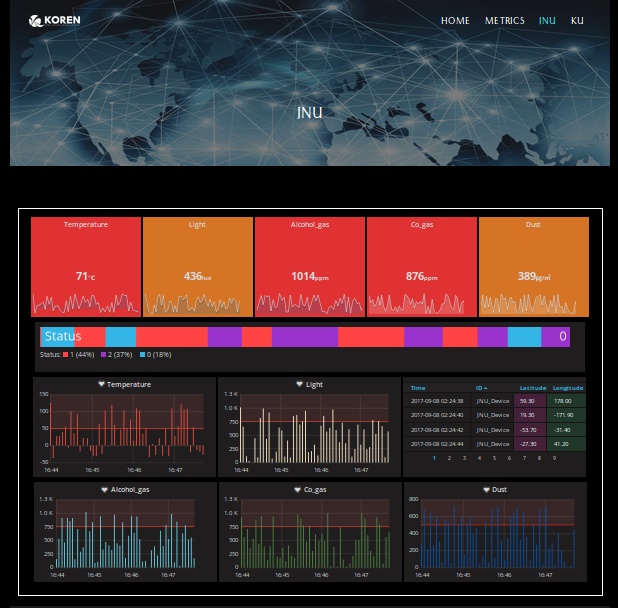 KOREN
HOME METRICS JNU KU
JNU
Temperature Light Alcohol_gas Co_gas Dust
71°C 436lux 1014ppm 876ppm 389µg/㎥
Status 0
Status: 1 (44%) 2 (37%) 0 (18%)
Temperature
150
100
50
0
-50
16:44 16:45 16:46 16:47
Light
1.3 K
1.0 K
750
500
250
0
16:44 16:45 16:46 16:47
Time ID Latitude Longitude
2017-09-08 02:24:38 JNU_Device 59.30 178.00
2017-09-08 02:24:40 JNU_Device 19.30 -171.90
2017-09-08 02:24:42 JNU_Device -53.70 -31.40
2017-09-08 02:24:44 JNU_Device -27.30 41.20
1 2 3 4 5 6 7 8 9
Alcohol_gas
1.3 K
1.0 K
750
500
250
0
16:44 16:45 16:46 16:47
Co_gas
1.3 K
1.0 K
750
500
250
0
16:44 16:45 16:46 16:47
Dust
800
600
400
200
0
16:44 16:45 16:46 16:47